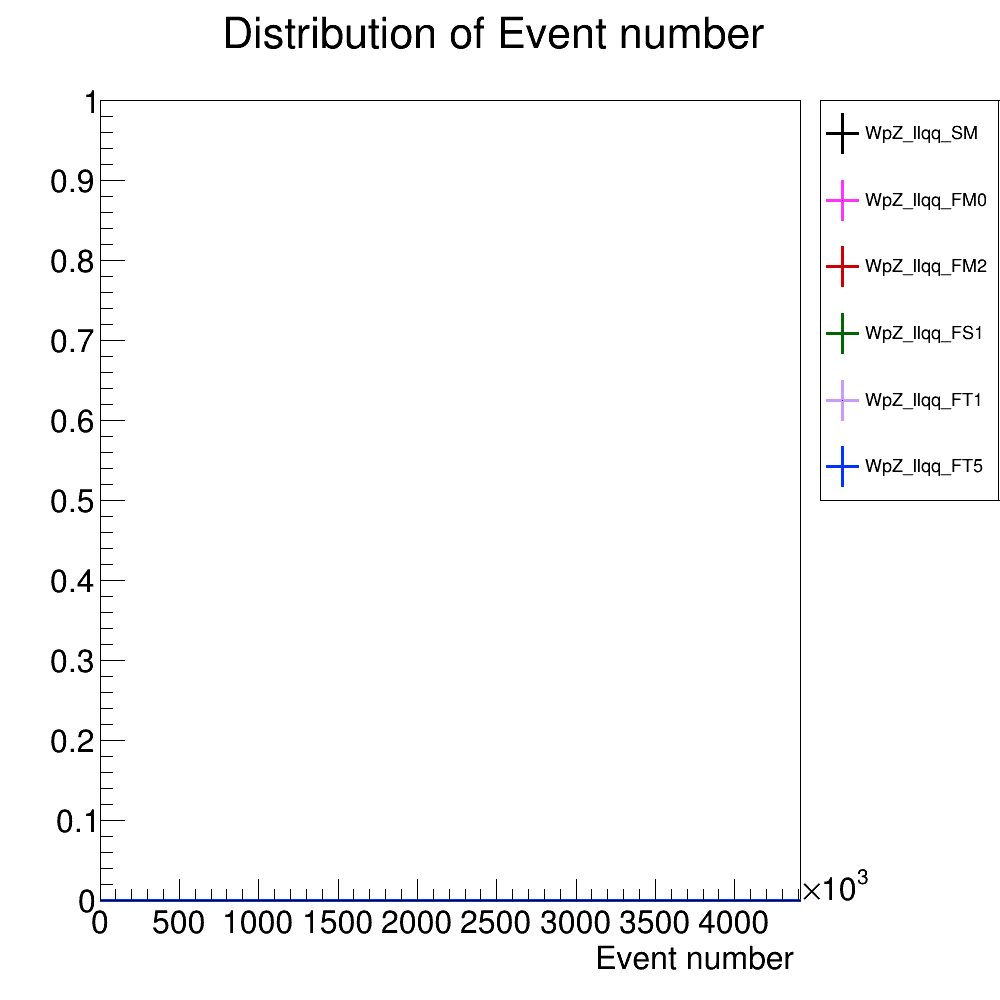 Distribution of Event number
1
0.9
0.8
0.7
0.6
0.5
0.4
0.3
0.2
0.1
0
0 500 1000 1500 2000 2500 3000 3500 4000
×10³
Event number
WpZ_llqq_SM
WpZ_llqq_FM0
WpZ_llqq_FM2
WpZ_llqq_FS1
WpZ_llqq_FT1
WpZ_llqq_FT5